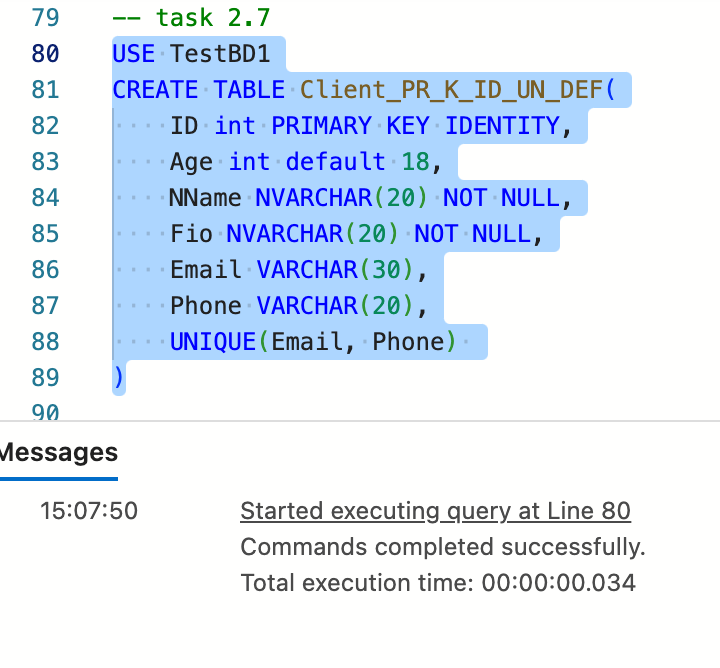 79 -- task 2.7
80 USE TestBD1
81 CREATE TABLE Client_PR_K_ID_UN_DEF(
82 ID int PRIMARY KEY IDENTITY,
83 Age int default 18,
84 NName NVARCHAR(20) NOT NULL,
85 Fio NVARCHAR(20) NOT NULL,
86 Email VARCHAR(30),
87 Phone VARCHAR(20),
88 UNIQUE(Email, Phone)
89 )
90
Messages
15:07:50 Started executing query at Line 80
Commands completed successfully.
Total execution time: 00:00:00.034